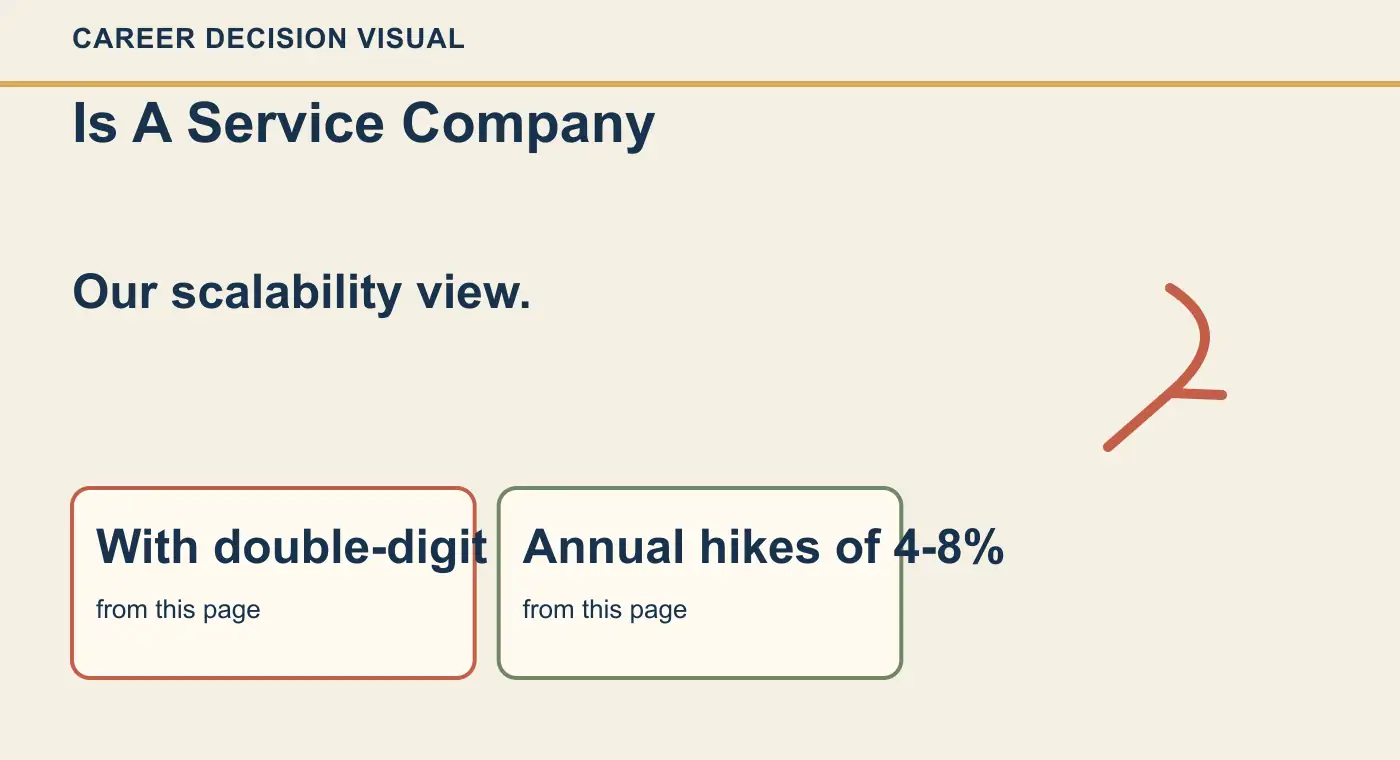 CAREER DECISION VISUAL
Is A Service Company
Our scalability view.
With double-digit
from this page
Annual hikes of 4-8%
from this page